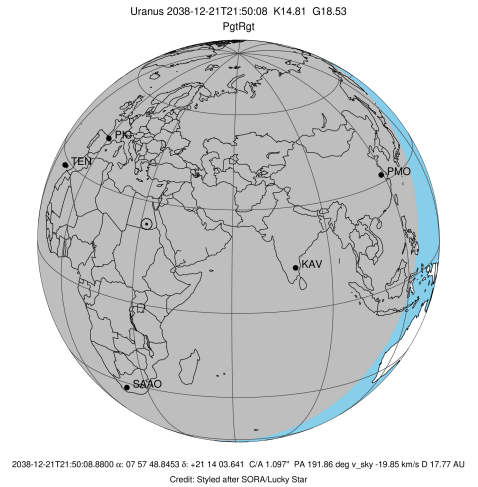 Uranus 2038-12-21T21:50:08 K14.81 G18.53
PgtRgt
PIC
TEN
PMO
KAV
SAAO
2038-12-21T21:50:08.8800 α: 07 57 48.8453 δ: +21 14 03.641 C/A 1.097" PA 191.86 deg v_sky -19.85 km/s D 17.77 AU
Credit: Styled after SORA/Lucky Star